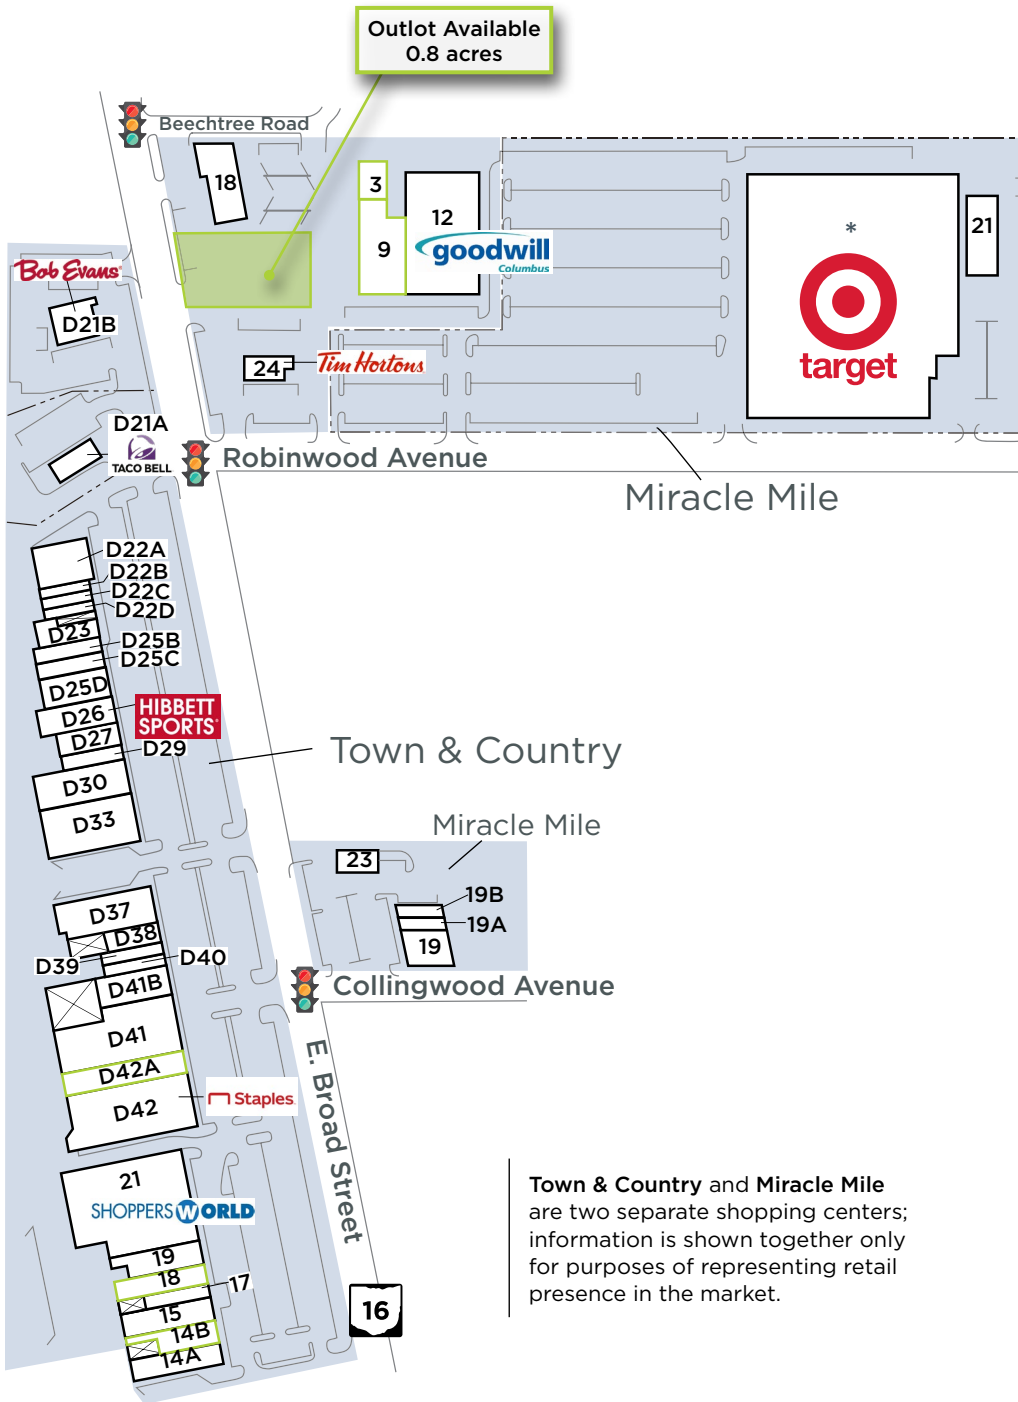 Outlot Available
0.8 acres
Beechtree Road
18
3
12
9
goodwill
Columbus
*
21
target
Bob Evans
D21B
24
Tim Hortons
D21A
TACO BELL
Robinwood Avenue
Miracle Mile
D22A
D22B
D22C
D22D
D23
D25B
D25C
D25D
D26
HIBBETT
SPORTS
D27
D29
D30
D33
Town & Country
Miracle Mile
23
19B
19A
19
D37
D38
D39
D40
D41B
Collingwood Avenue
D41
D42A
D42
Staples
E. Broad Street
21
SHOPPERS WORLD
19
18
17
15
14B
14A
16
Town & Country and Miracle Mile
are two separate shopping centers;
information is shown together only
for purposes of representing retail
presence in the market.